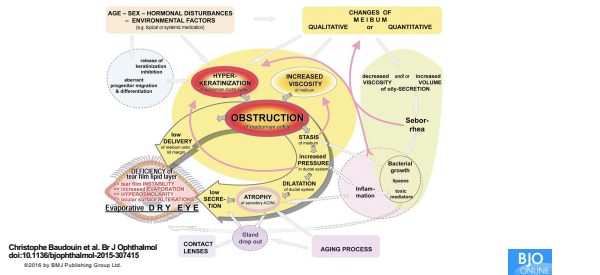 AGE – SEX – HORMONAL DISTURBANCES
– ENVIRONMENTAL FACTORS
(e.g. topical or systemic medication)
CHANGES OF
MEIBUM
QUALITATIVE or QUANTITATIVE
release of
keratinization
inhibition
aberrant
progenitor migration
& differentiation
HYPER-
KERATINIZATION
of meibomian ductal
INCREASED
VISCOSITY
of meibum
decreased and/or increased
VISCOSITY VOLUME
of oily-SECRETION
OBSTRUCTION
of meibomian orifice
Sebor-
rhea
low
DELIVERY
of meibum onto
lid margin
STASIS
of meibum
increased
PRESSURE
in ductal system
DILATATION
of ductal system
Bacterial
growth
lipases
toxic
mediators
Inflam-
mation
DEFICIENCY of
tear film lipid layer
=> tear film INSTABILITY
=> increased EVAPORATION
=> HYPEROSMOLARITY
=> ocular surface ALTERATIONS
Evaporative DRY EYE
low
SECRE-
TION
ATROPHY
of secretory ACINI
Gland
drop out
CONTACT
LENSES
AGING PROCESS
Christophe Baudouin et al. Br J Ophthalmol
doi:10.1136/bjophthalmol-2015-307415
©2016 by BMJ Publishing Group Ltd.
BJO
ONLINE